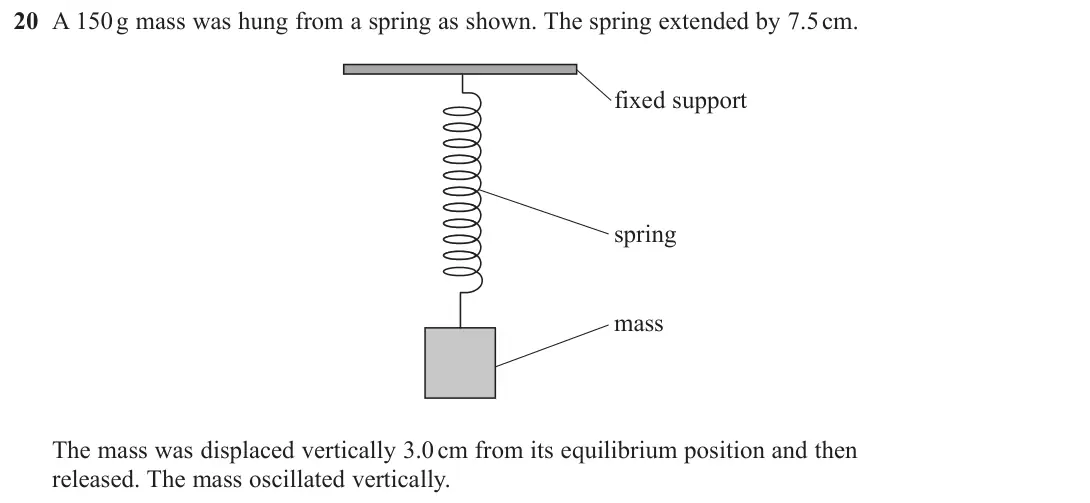 20 A 150 g mass was hung from a spring as shown. The spring extended by 7.5 cm.
fixed support
spring
mass
The mass was displaced vertically 3.0 cm from its equilibrium position and then
released. The mass oscillated vertically.